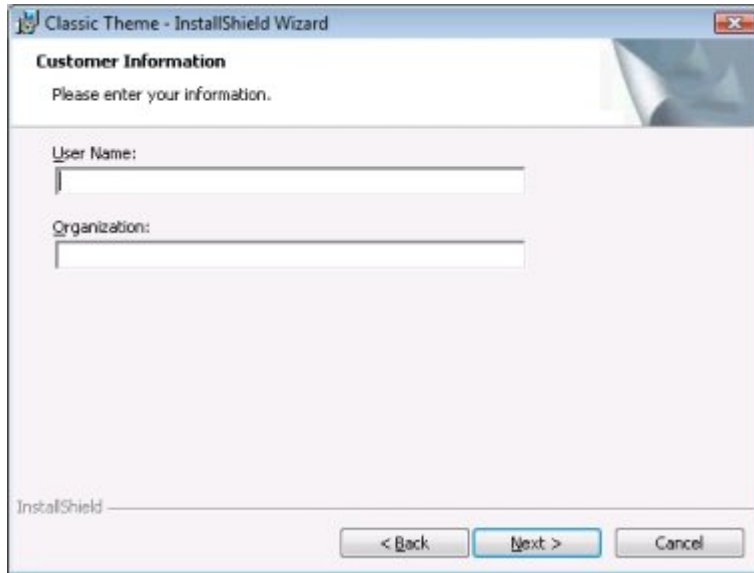 Classic Theme - InstallShield Wizard
Customer Information
Please enter your information.
User Name:
Organization:
InstallShield
< Back Next > Cancel